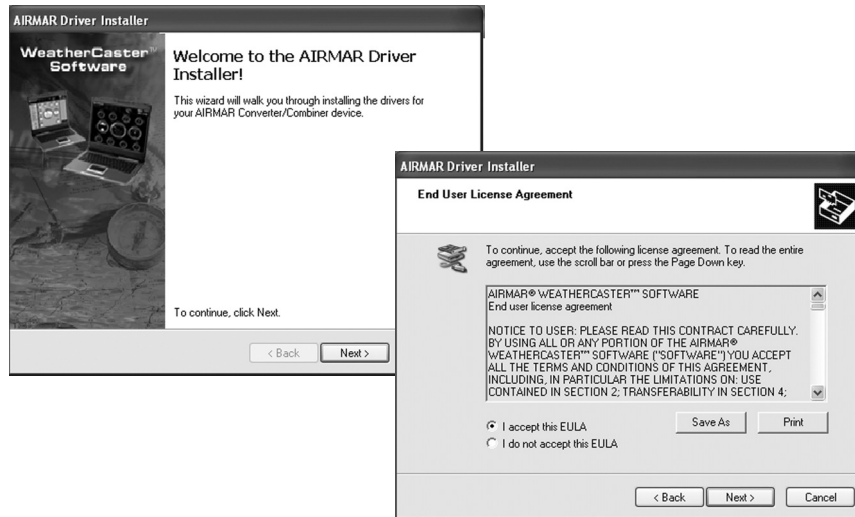 AIRMAR Driver Installer
WeatherCaster™
Software
Welcome to the AIRMAR Driver
Installer!
This wizard will walk you through installing the drivers for
your AIRMAR Converter/Combiner device.
To continue, click Next.
< Back
Next >
AIRMAR Driver Installer
End User License Agreement
To continue, accept the following license agreement. To read the entire
agreement, use the scroll bar or press the Page Down key.
AIRMAR® WEATHERCASTER™ SOFTWARE
End user license agreement
NOTICE TO USER: PLEASE READ THIS CONTRACT CAREFULLY.
BY USING ALL OR ANY PORTION OF THE AIRMAR®
WEATHERCASTER™ SOFTWARE ("SOFTWARE") YOU ACCEPT
ALL THE TERMS AND CONDITIONS OF THIS AGREEMENT,
INCLUDING, IN PARTICULAR THE LIMITATIONS ON: USE
CONTAINED IN SECTION 2; TRANSFERABILITY IN SECTION 4;
I accept this EULA
I do not accept this EULA
Save As
Print
< Back
Next >
Cancel